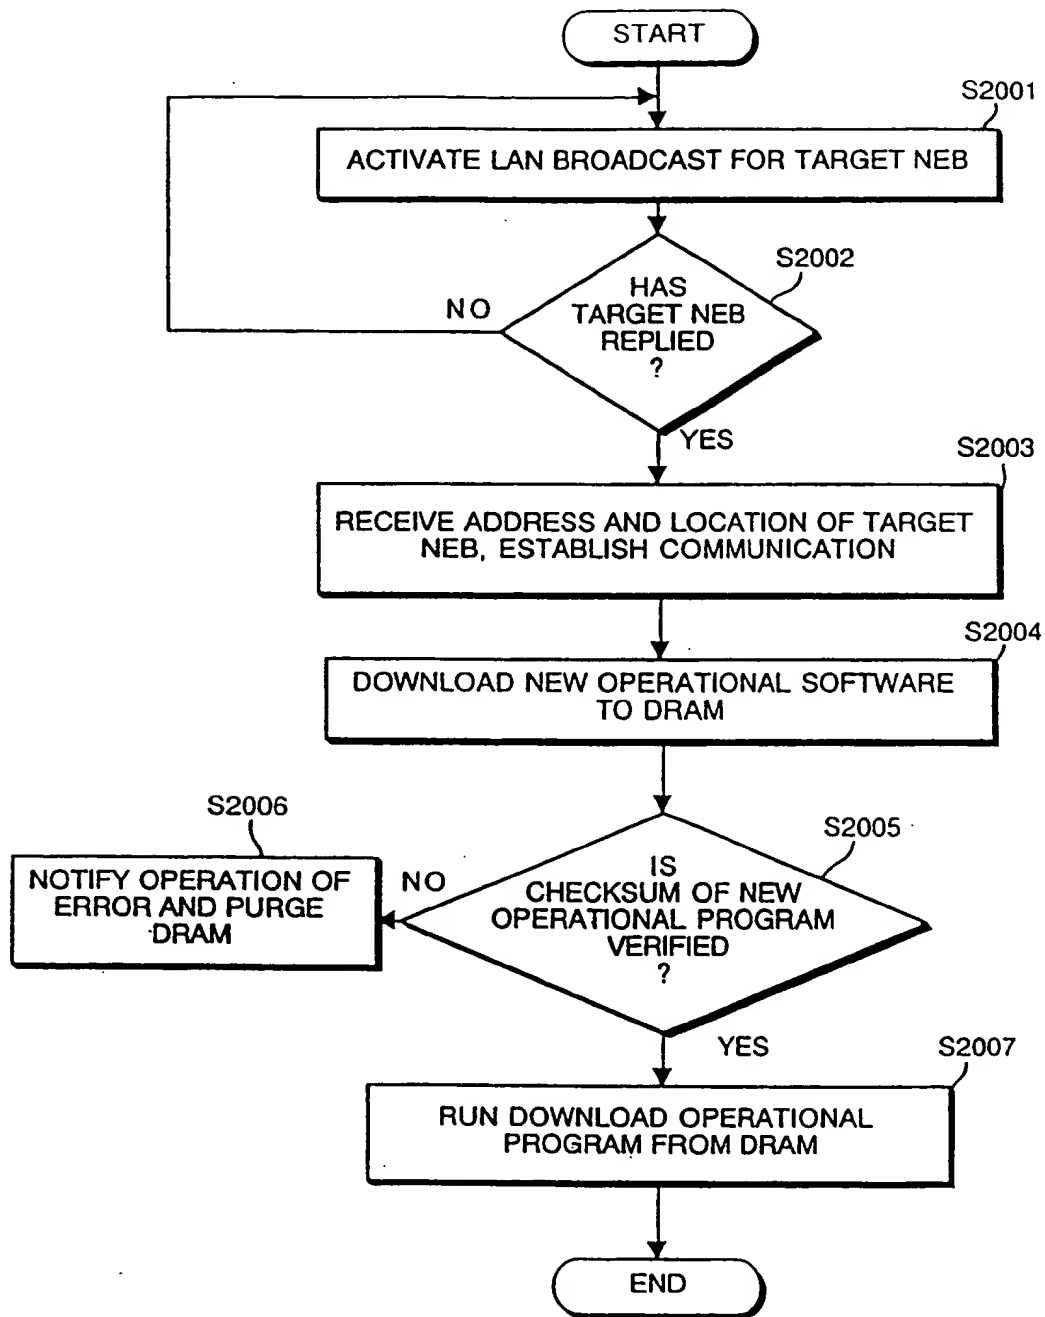 START
S2001
ACTIVATE LAN BROADCAST FOR TARGET NEB
S2002
HAS
TARGET NEB
REPLIED
?
NO
YES
S2003
RECEIVE ADDRESS AND LOCATION OF TARGET
NEB, ESTABLISH COMMUNICATION
S2004
DOWNLOAD NEW OPERATIONAL SOFTWARE
TO DRAM
S2005
IS
CHECKSUM OF NEW
OPERATIONAL PROGRAM
VERIFIED
?
NO
S2006
NOTIFY OPERATION OF
ERROR AND PURGE
DRAM
YES
S2007
RUN DOWNLOAD OPERATIONAL
PROGRAM FROM DRAM
END